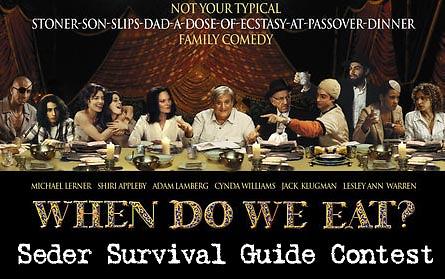 NOT YOUR TYPICAL
STONER-SON-SLIPS-DAD-A-DOSE-OF-ECSTASY-AT-PASSOVER-DINNER
FAMILY COMEDY
MICHAEL LERNER SHIRI APPLEBY ADAM LAMBERG CYNDA WILLIAMS JACK KLUGMAN LESLEY ANN WARREN
WHEN DO WE EAT?
Seder Survival Guide Contest